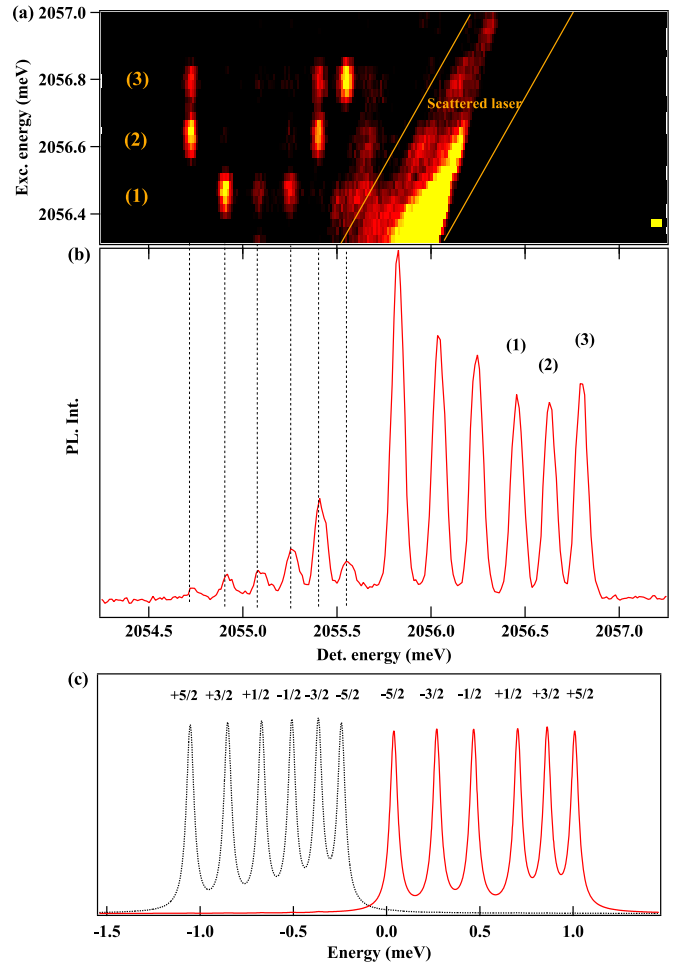 (a)
2057.0
2056.8
2056.6
2056.4
Exc. energy (meV)
(3)
(2)
(1)
Scattered laser
(b)
(1)
(2)
(3)
PL. Int.
2054.5 2055.0 2055.5 2056.0 2056.5 2057.0
Det. energy (meV)
(c)
+5/2 +3/2 +1/2 -1/2 -3/2 -5/2 -5/2 -3/2 -1/2 +1/2 +3/2 +5/2
-1.5 -1.0 -0.5 0.0 0.5 1.0
Energy (meV)